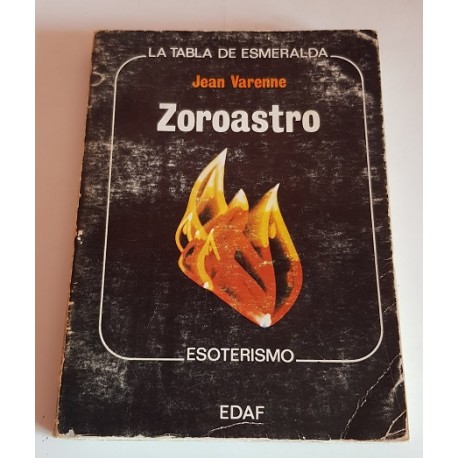 LA TABLA DE ESMERALDA
Jean Varenne
Zoroastro
ESOTERISMO
EDAF